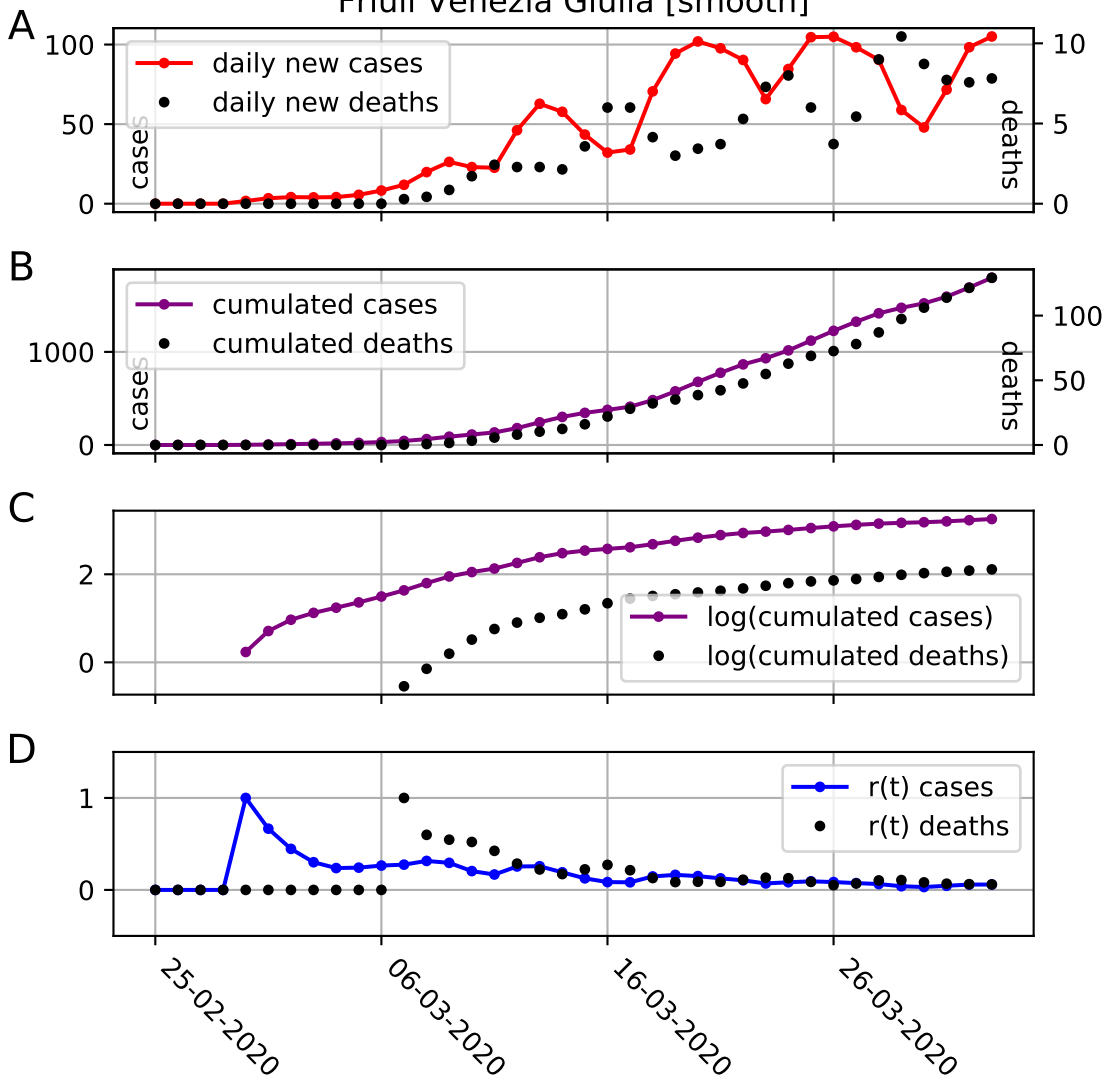 Friuli Venezia Giulia [smooth]
A
100
50
0
cases
daily new cases
daily new deaths
10
5
0
deaths
B
1000
0
cases
cumulated cases
cumulated deaths
100
50
0
deaths
C
2
0
log(cumulated cases)
log(cumulated deaths)
D
1
0
r(t) cases
r(t) deaths
25-02-2020
06-03-2020
16-03-2020
26-03-2020